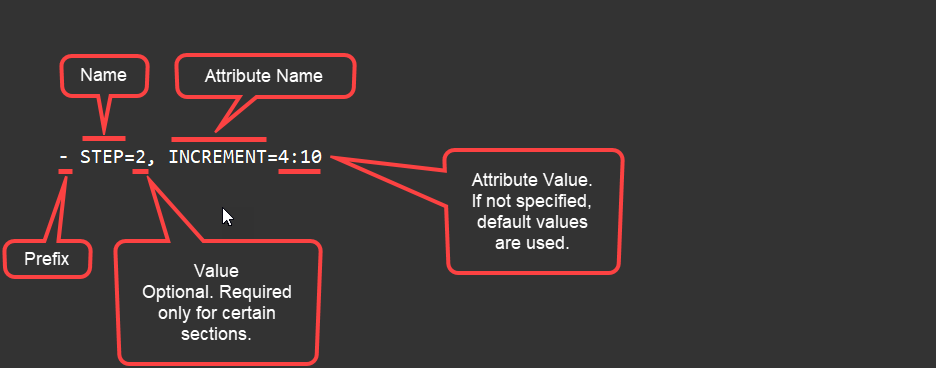 Name
Attribute Name
- STEP=2, INCREMENT=4:10
Attribute Value.
If not specified,
default values
are used.
Prefix
Value
Optional. Required
only for certain
sections.